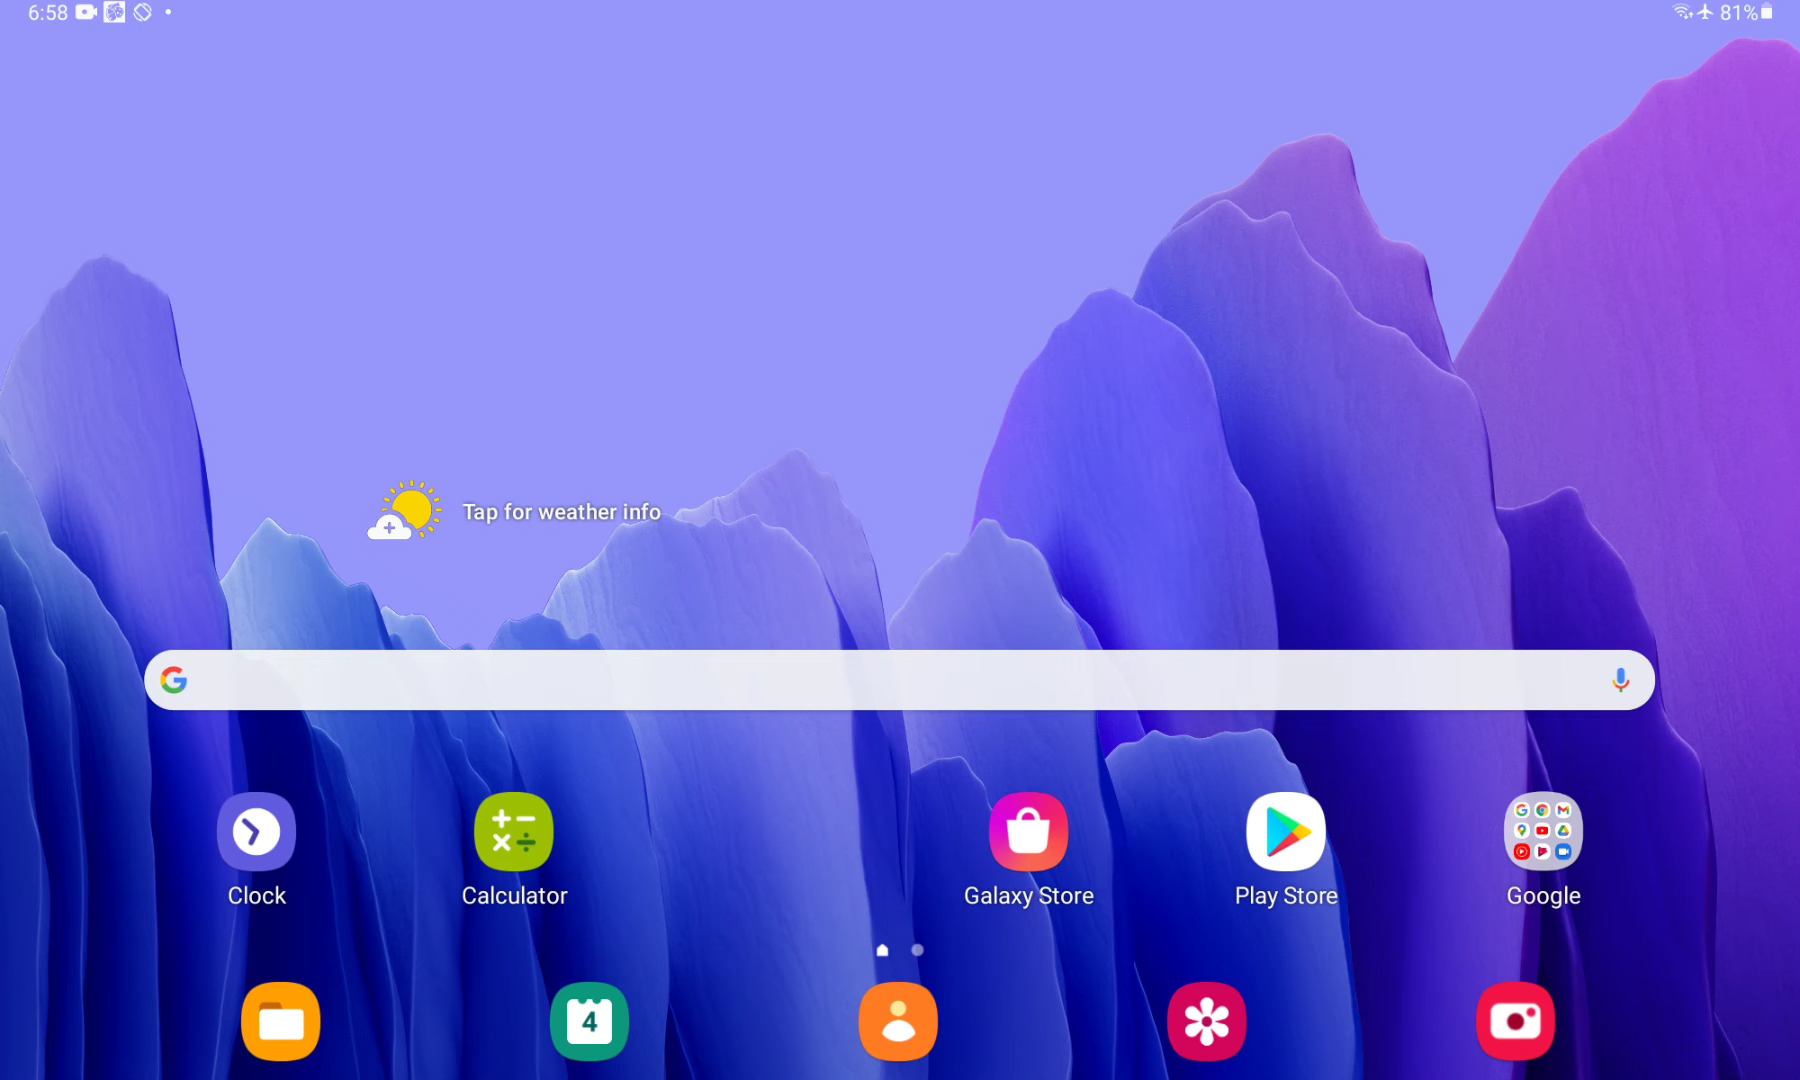 6:58
81%
Tap for weather info
Clock
Calculator
Galaxy Store
Play Store
Google
4